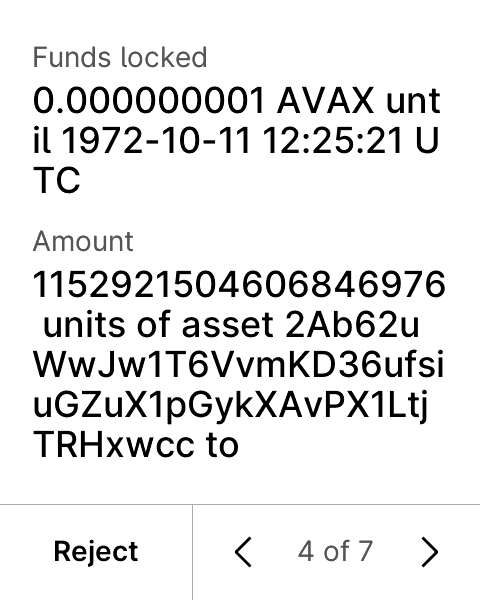 Funds locked
0.000000001 AVAX unt
il 1972-10-11 12:25:21 U
TC
Amount
1152921504606846976
units of asset 2Ab62u
WwJw1T6VvmKD36ufsi
uGZuX1pGykXAvPX1Ltj
TRHxwcc to
Reject
4 of 7